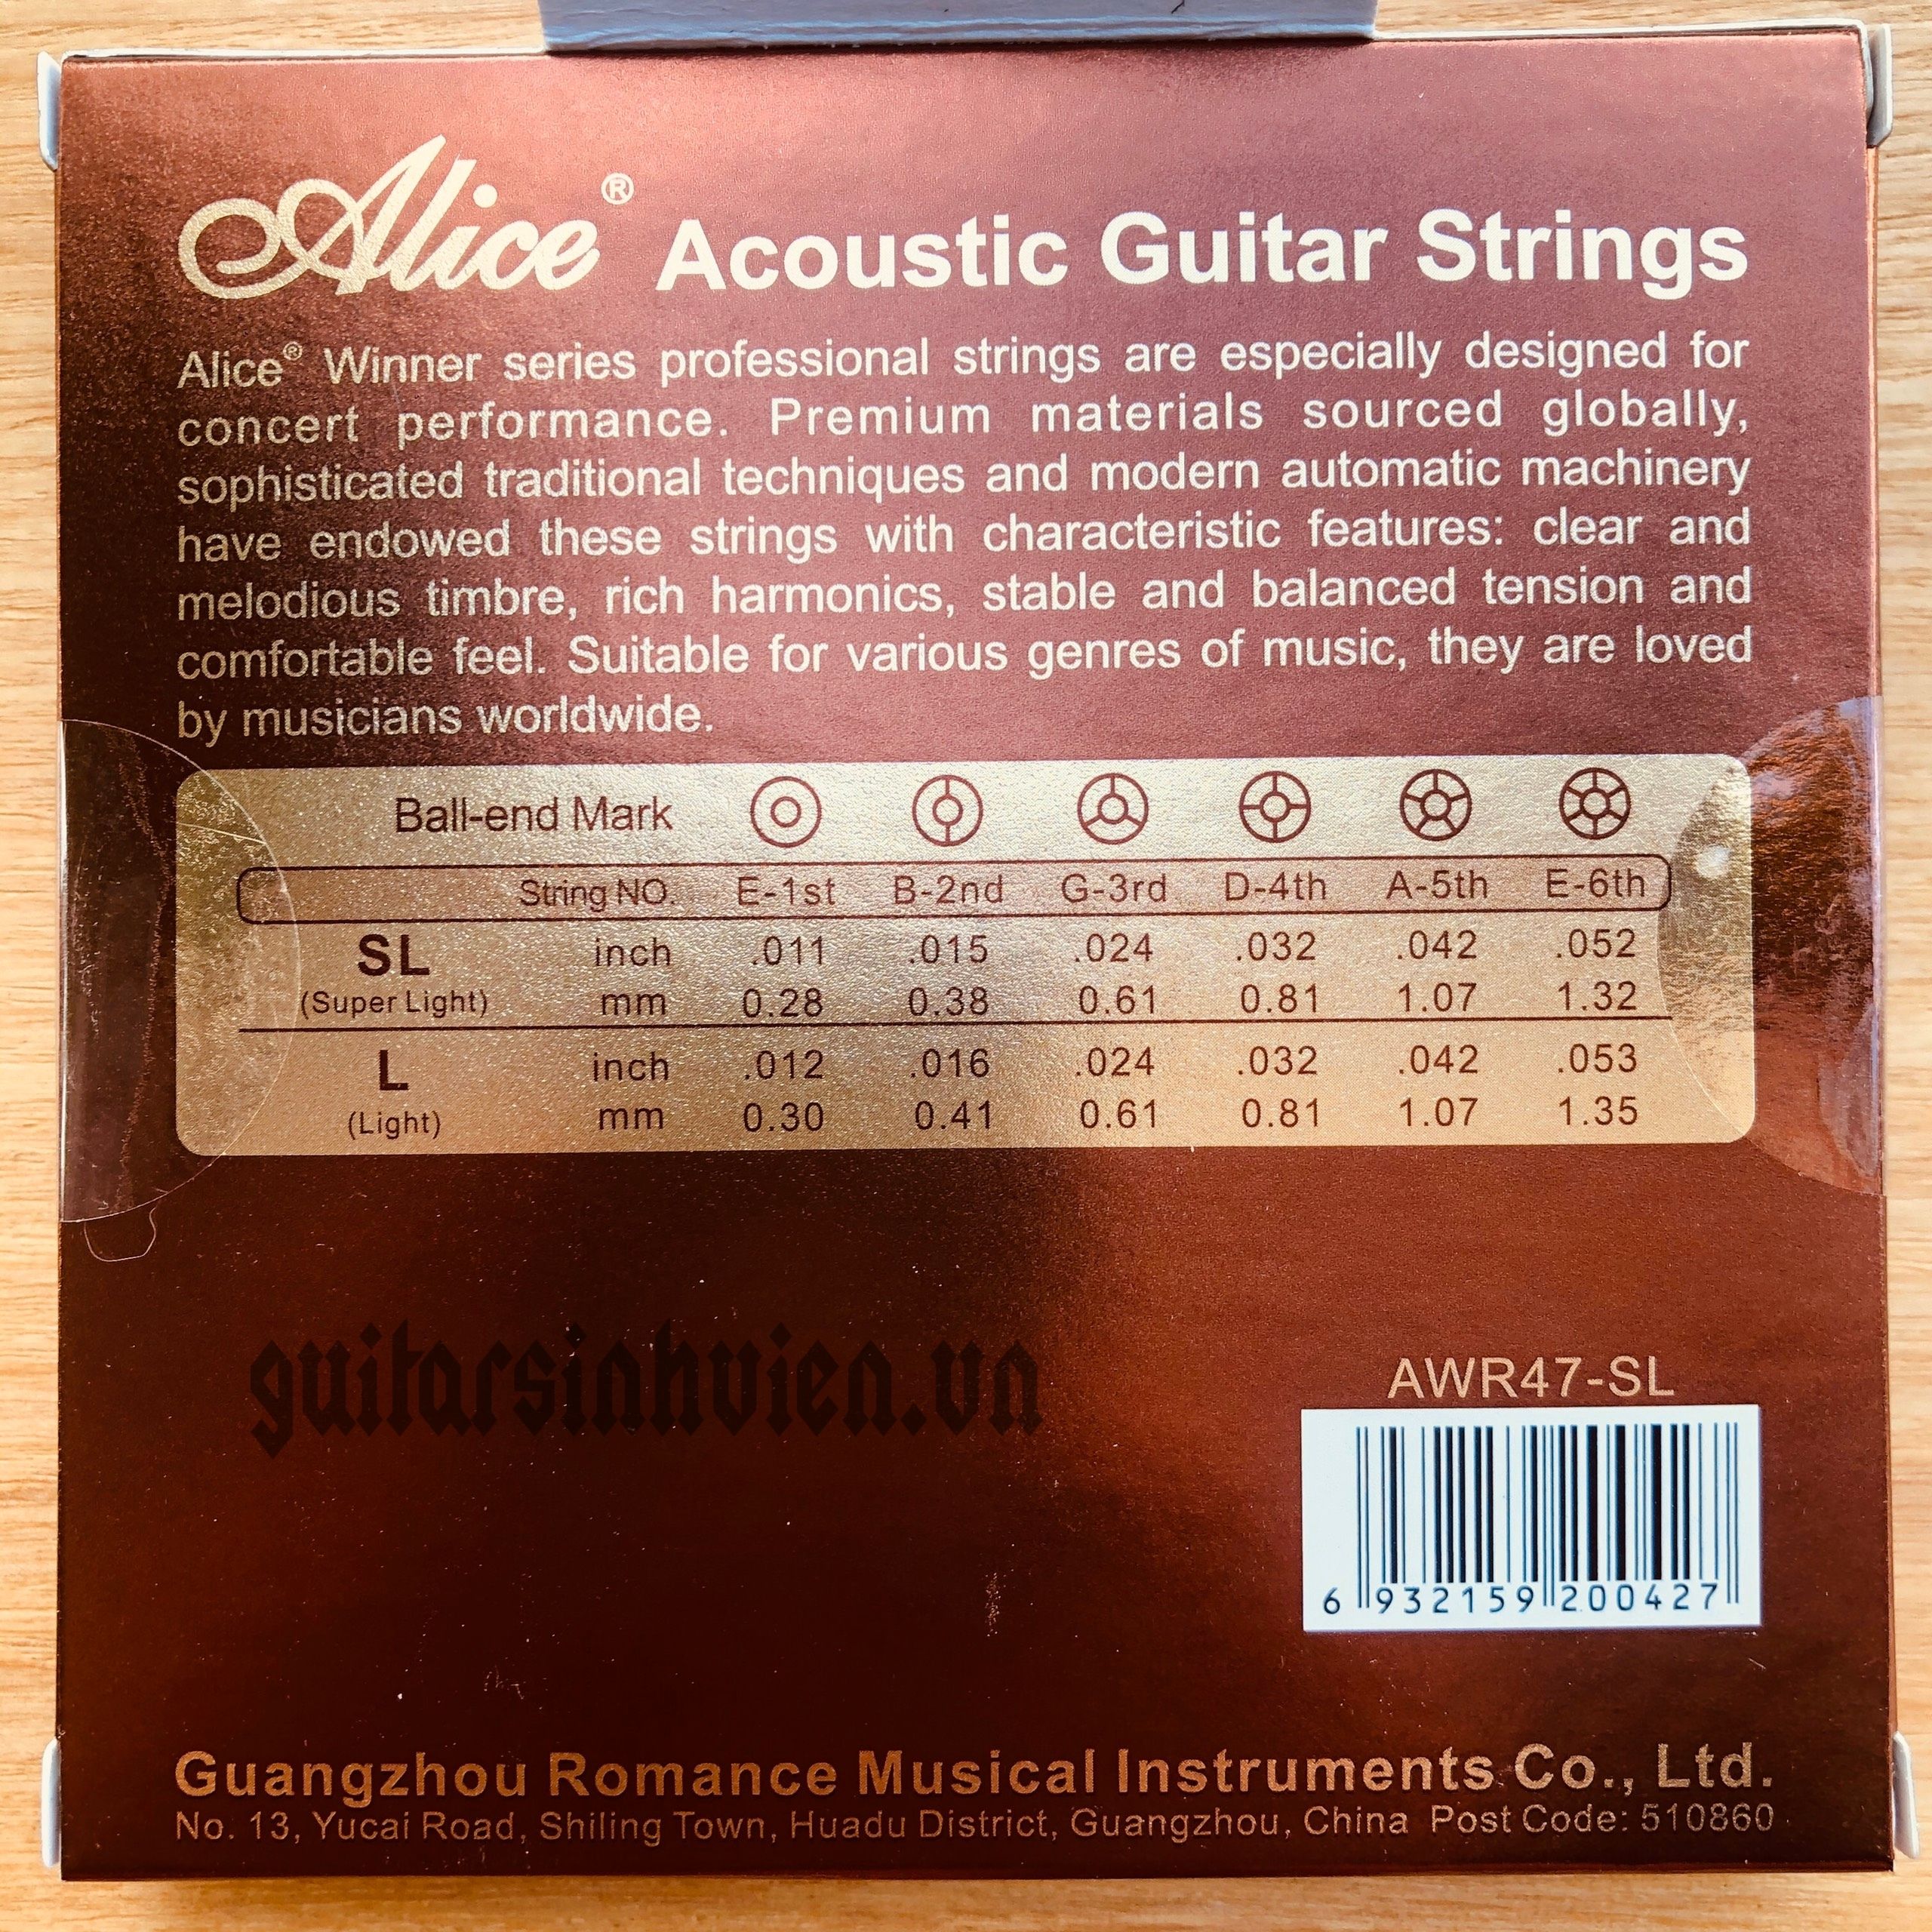 Alice® Acoustic Guitar Strings
Alice® Winner series professional strings are especially designed for
concert performance. Premium materials sourced globally,
sophisticated traditional techniques and modern automatic machinery
have endowed these strings with characteristic features: clear and
melodious timbre, rich harmonics, stable and balanced tension and
comfortable feel. Suitable for various genres of music, they are loved
by musicians worldwide.
Ball-end Mark
String NO. E-1st B-2nd G-3rd D-4th A-5th E-6th
SL inch .011 .015 .024 .032 .042 .052
(Super Light) mm 0.28 0.38 0.61 0.81 1.07 1.32
L inch .012 .016 .024 .032 .042 .053
(Light) mm 0.30 0.41 0.61 0.81 1.07 1.35
guitarsinhvien.vn
AWR47-SL
6 932159 200427
Guangzhou Romance Musical Instruments Co., Ltd.
No. 13, Yucai Road, Shiling Town, Huadu District, Guangzhou, China Post Code: 510860